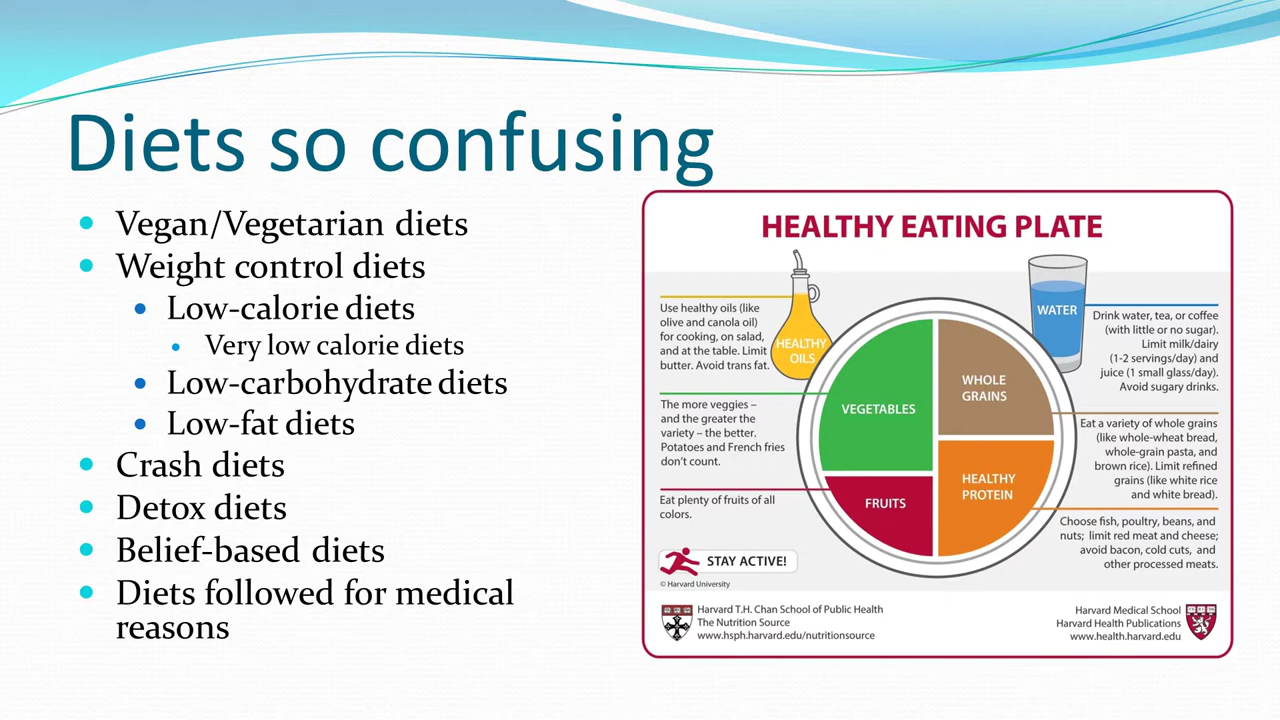 Diets so confusing
Vegan/Vegetarian diets
Weight control diets
Low-calorie diets
Very low calorie diets
Low-carbohydrate diets
Low-fat diets
Crash diets
Detox diets
Belief-based diets
Diets followed for medical
reasons
HEALTHY EATING PLATE
Use healthy oils (like
olive and canola oil)
for cooking, on salad,
and at the table. Limit
butter. Avoid trans fat.
HEALTHY
OILS
WATER
Drink water, tea, or coffee
(with little or no sugar).
Limit milk/dairy
(1-2 servings/day) and
juice (1 small glass/day).
Avoid sugary drinks.
The more veggies –
and the greater the
variety – the better.
Potatoes and French fries
don’t count.
VEGETABLES
WHOLE
GRAINS
Eat a variety of whole grains
(like whole-wheat bread,
whole-grain pasta, and
brown rice). Limit refined
grains (like white rice
and white bread).
Eat plenty of fruits of all
colors.
FRUITS
HEALTHY
PROTEIN
Choose fish, poultry, beans, and
nuts; limit red meat and cheese;
avoid bacon, cold cuts, and
other processed meats.
STAY ACTIVE!
© Harvard University
Harvard T.H. Chan School of Public Health
The Nutrition Source
www.hsph.harvard.edu/nutritionsource
Harvard Medical School
Harvard Health Publications
www.health.harvard.edu